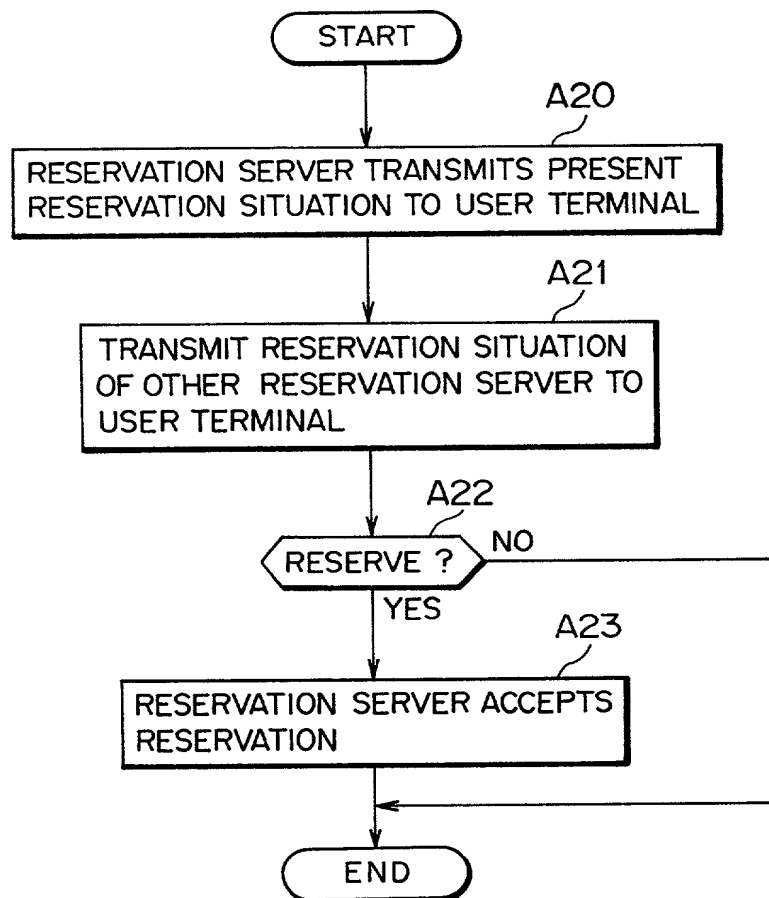 START
A20
RESERVATION SERVER TRANSMITS PRESENT
RESERVATION SITUATION TO USER TERMINAL
A21
TRANSMIT RESERVATION SITUATION
OF OTHER RESERVATION SERVER TO
USER TERMINAL
A22
RESERVE ?
NO
YES
A23
RESERVATION SERVER ACCEPTS
RESERVATION
END